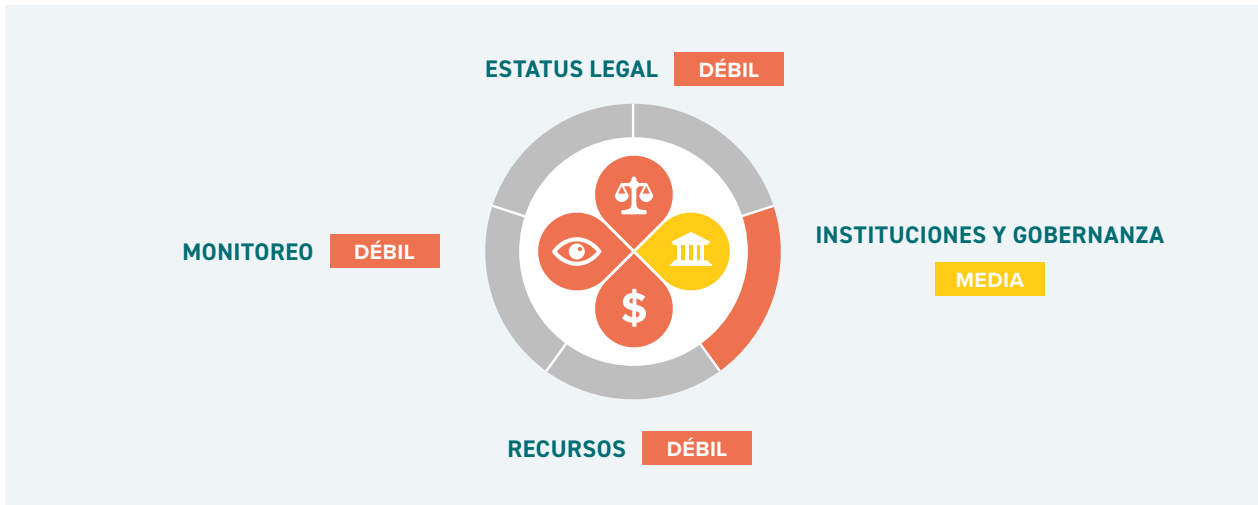 ESTATUS LEGAL DÉBIL
INSTITUCIONES Y GOBERNANZA
MEDIA
MONITOREO DÉBIL
$
RECURSOS DÉBIL